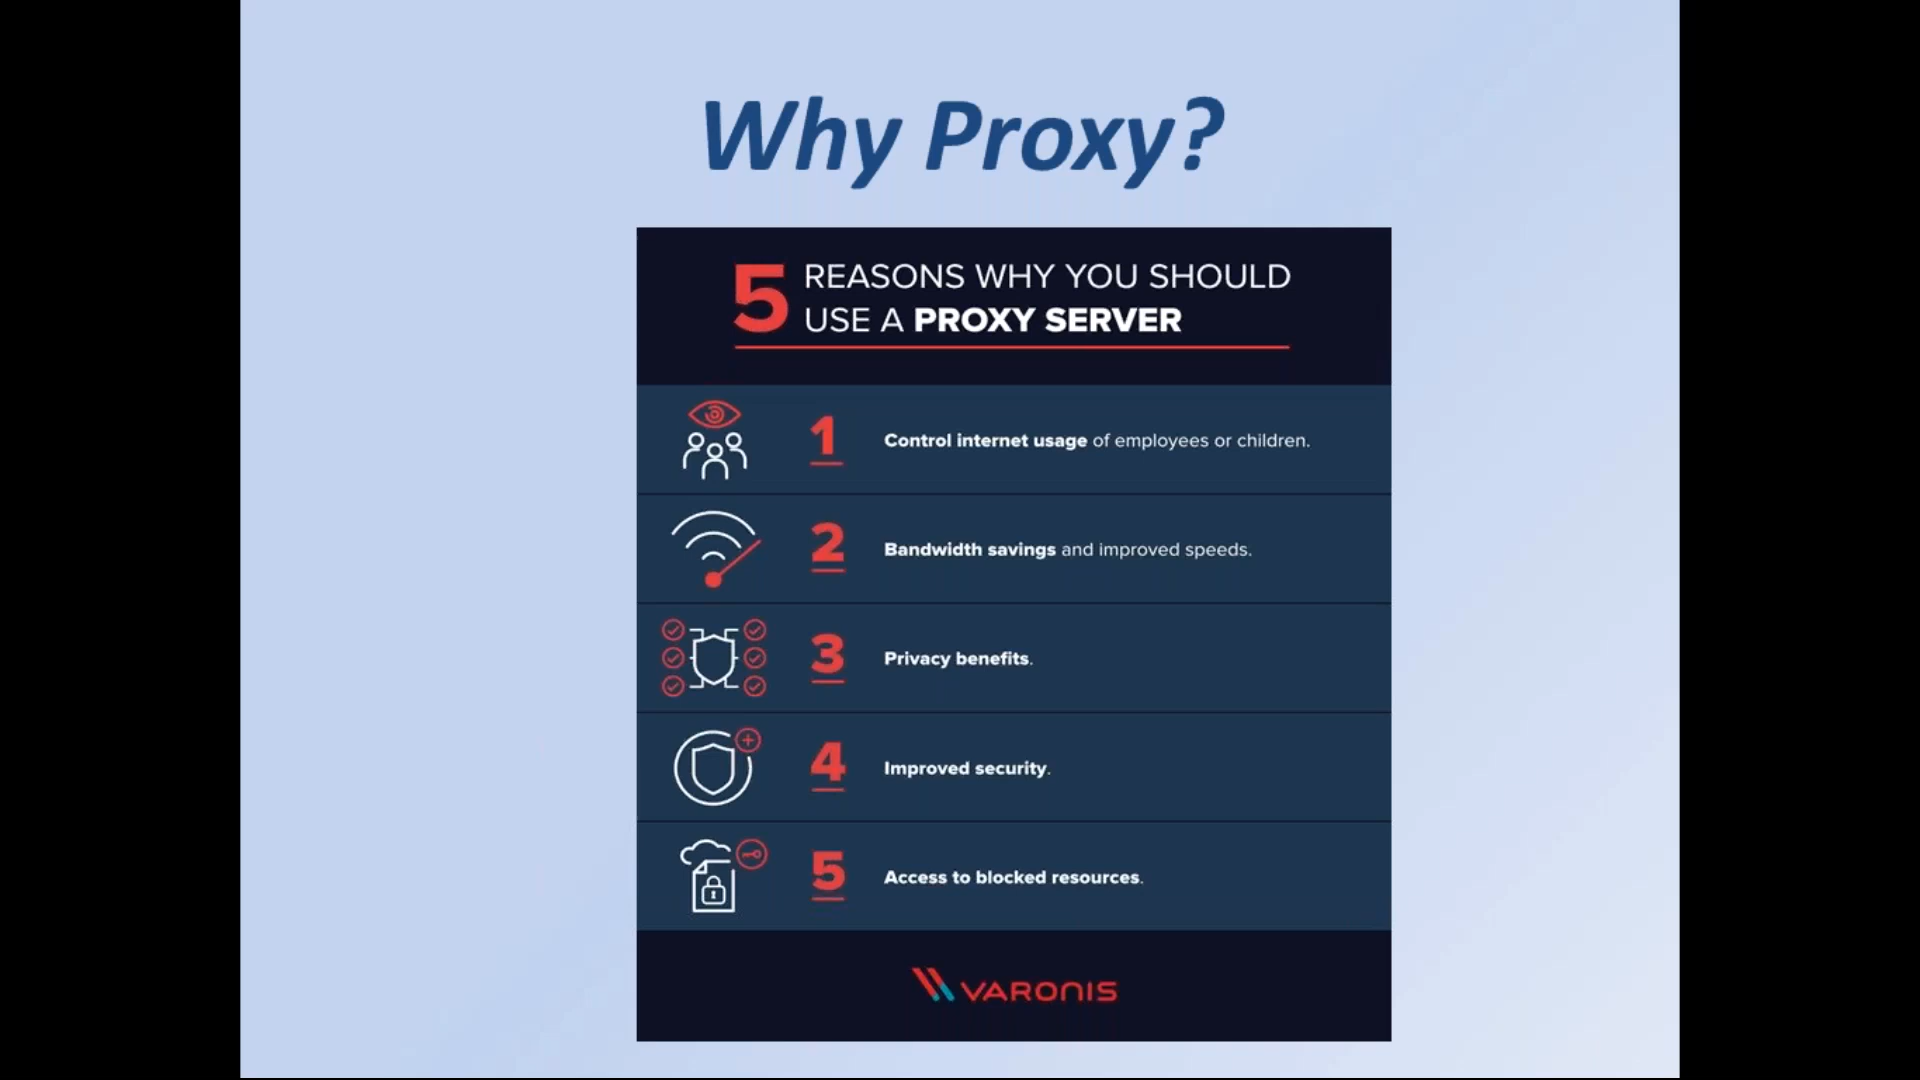 Why Proxy?
5 REASONS WHY YOU SHOULD
USE A PROXY SERVER
1 Control internet usage of employees or children.
2 Bandwidth savings and improved speeds.
3 Privacy benefits.
4 Improved security.
5 Access to blocked resources.
VARONIS